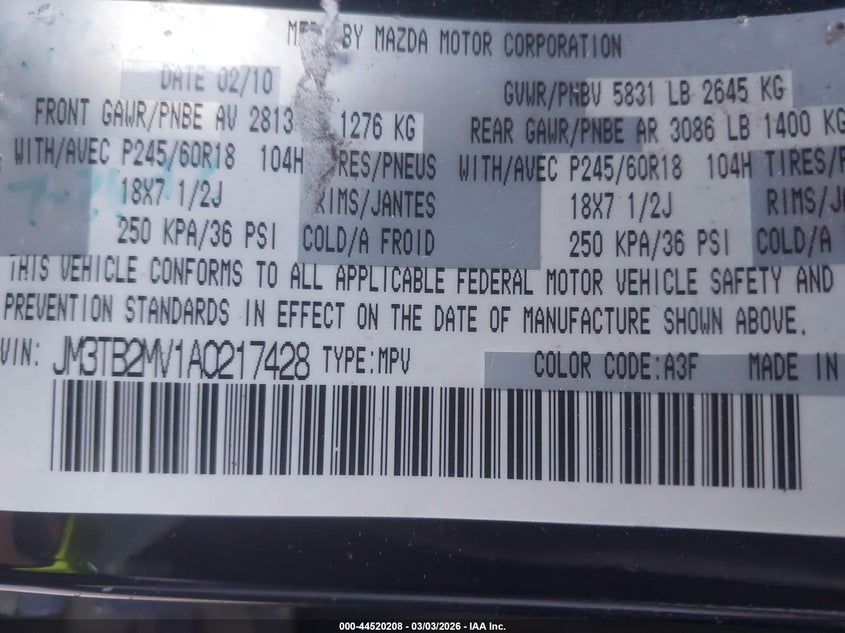 BY MAZDA MOTOR CORPORATION
DATE 02/10 GVWR/PNBV 5831 LB 2645 KG
FRONT GAWR/PNBE AV 2813 1276 KG REAR GAWR/PNBE AR 3086 LB 1400 KG
WITH/AVEC P245/60R18 104H RES/PNEUS WITH/AVEC P245/60R18 104H TIRES/P
18X7 1/2J RIMS/JANTES 18X7 1/2J RIMS/J
250 KPA/36 PSI COLD/A FROID 250 KPA/36 PSI COLD/A
THIS VEHICLE CONFORMS TO ALL APPLICABLE FEDERAL MOTOR VEHICLE SAFETY AND
PREVENTION STANDARDS IN EFFECT ON THE DATE OF MANUFACTURE SHOWN ABOVE.
VIN: JM3TB2MV1A0217428 TYPE:MPV COLOR CODE:A3F MADE IN
000-44520208 - 03/03/2026 - IAA Inc.